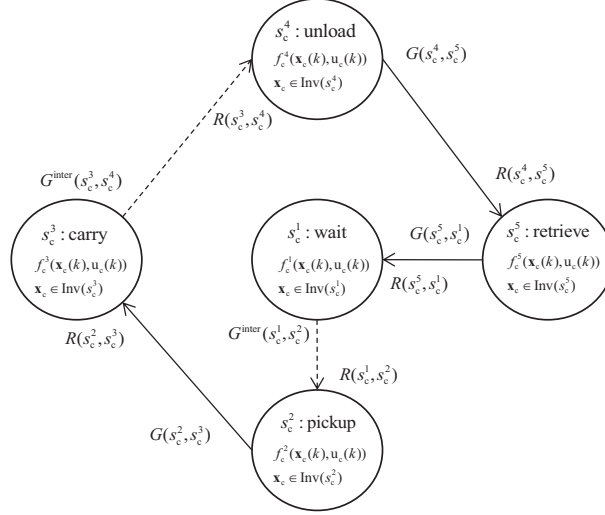 s_c^4 : unload
f_c^4(x_c(k), u_c(k))
x_c ∈ Inv(s_c^4)
G(s_c^4, s_c^5)
R(s_c^3, s_c^4)
G^inter(s_c^3, s_c^4)
R(s_c^4, s_c^5)
s_c^3 : carry
f_c^3(x_c(k), u_c(k))
x_c ∈ Inv(s_c^3)
s_c^1 : wait
f_c^1(x_c(k), u_c(k))
x_c ∈ Inv(s_c^1)
G(s_c^5, s_c^1)
R(s_c^5, s_c^1)
s_c^5 : retrieve
f_c^5(x_c(k), u_c(k))
x_c ∈ Inv(s_c^5)
R(s_c^2, s_c^3)
G^inter(s_c^1, s_c^2)
R(s_c^1, s_c^2)
G(s_c^2, s_c^3)
s_c^2 : pickup
f_c^2(x_c(k), u_c(k))
x_c ∈ Inv(s_c^2)